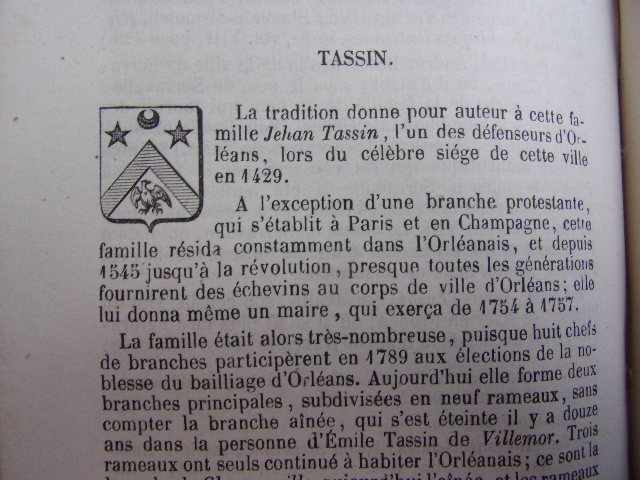 TASSIN.
La tradition donne pour auteur à cette fa-
mille Jehan Tassin, l'un des défenseurs d'Or-
léans, lors du célèbre siége de cette ville
en 1429.
A l'exception d'une branche protestante,
qui s'établit à Paris et en Champagne, cette
famille résida constamment dans l'Orléanais, et depuis
1545 jusqu'à la révolution, presque toutes les générations
fournirent des échevins au corps de ville d'Orléans; elle
lui donna même un maire, qui exerça de 1754 à 1757.
La famille était alors très-nombreuse, puisque huit chefs
de branches participèrent en 1789 aux élections de la no-
blesse du bailliage d'Orléans. Aujourd'hui elle forme deux
branches principales, subdivisées en neuf rameaux, sans
compter la branche aînée, qui s'est éteinte il y a douze
ans dans la personne d'Émile Tassin de Villemor. Trois
rameaux ont seuls continué à habiter l'Orléanais; ce sont la
aujourd'hui l'aînée, et les rameaux